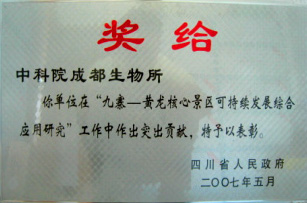 奖给
中科院成都生物所
你单位在“九寨—黄龙核心景区可持续发展综合
应用研究”工作中作出突出贡献，特予以表彰。
四川省人民政府
二〇〇七年五月